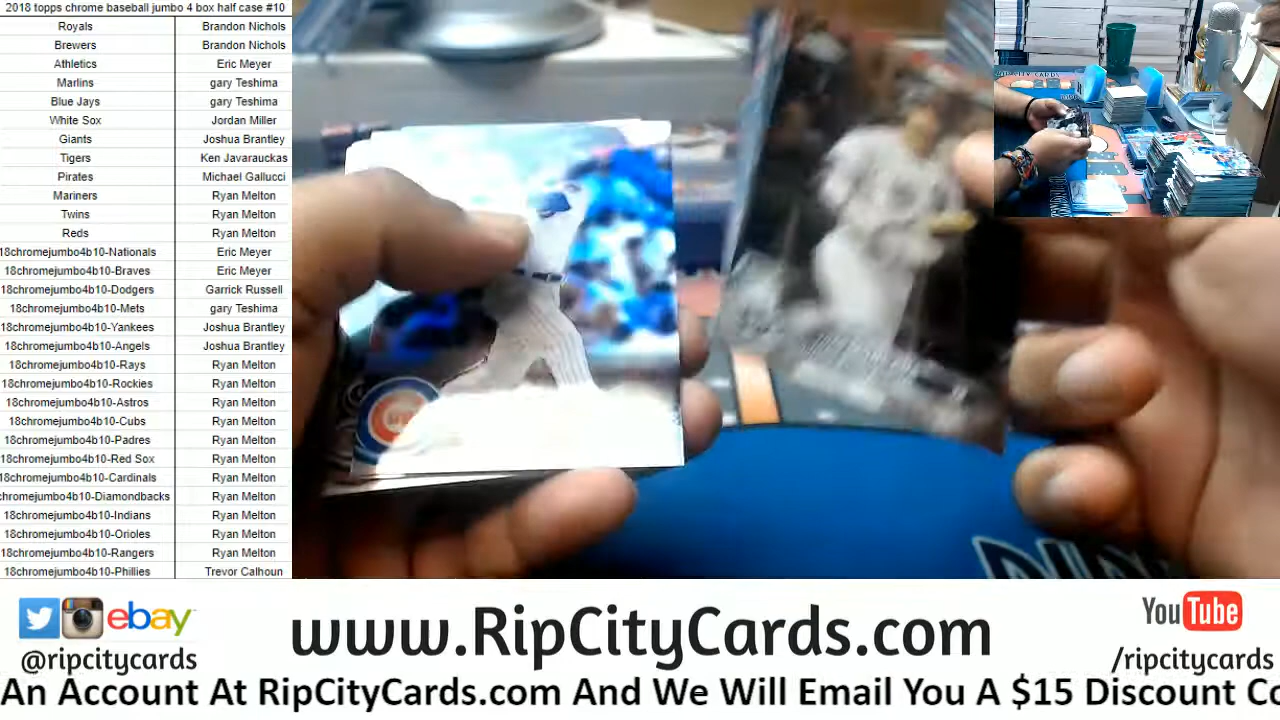 2018 topps chrome baseball jumbo 4 box half case #10
Royals Brandon Nichols
Brewers Brandon Nichols
Athletics Eric Meyer
Marlins gary Teshima
Blue Jays gary Teshima
White Sox Jordan Miller
Giants Joshua Brantley
Tigers Ken Javarauckas
Pirates Michael Gallucci
Mariners Ryan Melton
Twins Ryan Melton
Reds Ryan Melton
18chromejumbo4b10-Nationals Eric Meyer
18chromejumbo4b10-Braves Eric Meyer
18chromejumbo4b10-Dodgers Garrick Russell
18chromejumbo4b10-Mets gary Teshima
18chromejumbo4b10-Yankees Joshua Brantley
18chromejumbo4b10-Angels Joshua Brantley
18chromejumbo4b10-Rays Ryan Melton
18chromejumbo4b10-Rockies Ryan Melton
18chromejumbo4b10-Astros Ryan Melton
18chromejumbo4b10-Cubs Ryan Melton
18chromejumbo4b10-Padres Ryan Melton
18chromejumbo4b10-Red Sox Ryan Melton
18chromejumbo4b10-Cardinals Ryan Melton
chromejumbo4b10-Diamondbacks Ryan Melton
18chromejumbo4b10-Indians Ryan Melton
18chromejumbo4b10-Orioles Ryan Melton
18chromejumbo4b10-Rangers Ryan Melton
18chromejumbo4b10-Phillies Trevor Calhoun
ebay
@ripcitycards
www.RipCityCards.com
YouTube
/ripcitycards
An Account At RipCityCards.com And We Will Email You A $15 Discount Co